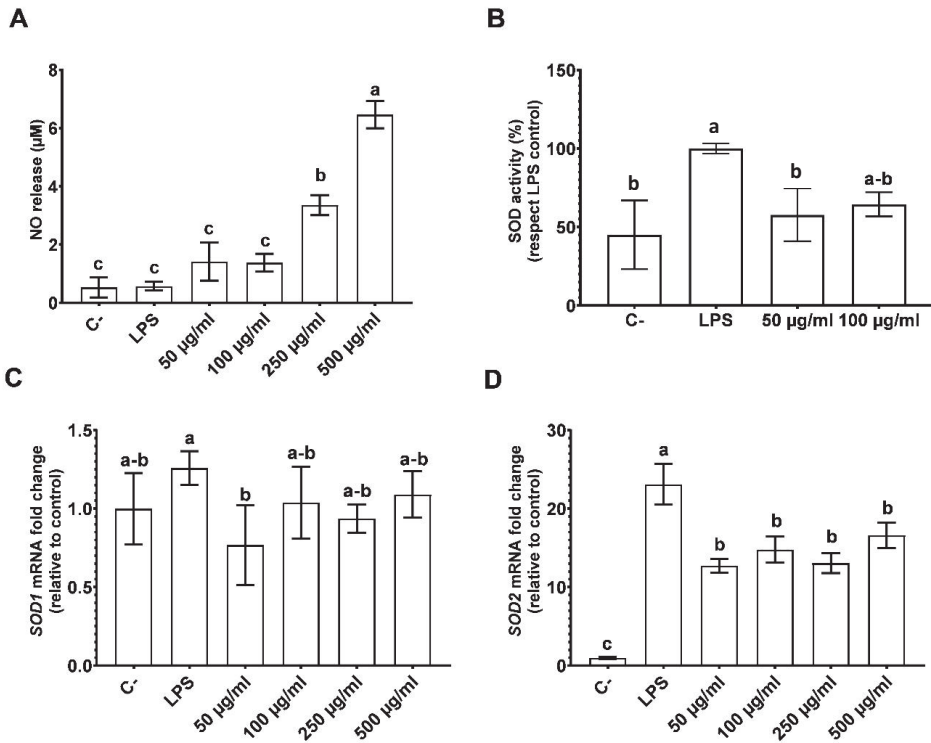 A
NO release (µM)
8
6
4
2
0
c
c
c
c
b
a
C-
LPS
50 µg/ml
100 µg/ml
250 µg/ml
500 µg/ml
B
SOD activity (%)
(respect LPS control)
150
100
50
0
b
a
b
a-b
C-
LPS
50 µg/ml
100 µg/ml
C
SOD1 mRNA fold change
(relative to control)
1.5
1.0
0.5
0.0
a-b
a
b
a-b
a-b
a-b
C-
LPS
50 µg/ml
100 µg/ml
250 µg/ml
500 µg/ml
D
SOD2 mRNA fold change
(relative to control)
30
20
10
0
c
a
b
b
b
b
C-
LPS
50 µg/ml
100 µg/ml
250 µg/ml
500 µg/ml